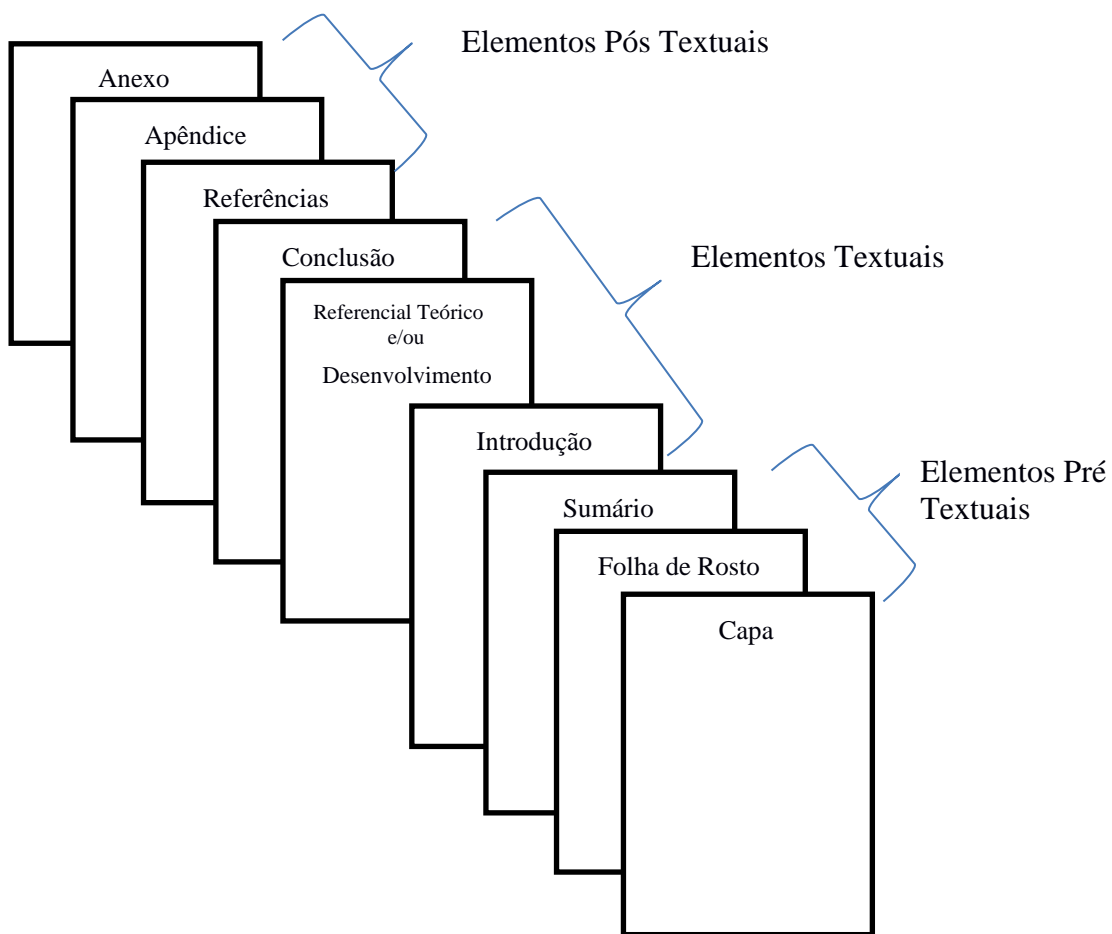 Elementos Pós Textuais
Anexo
Apêndice
Referências
Conclusão
Elementos Textuais
Referencial Teórico
e/ou
Desenvolvimento
Introdução
Elementos Pré
Textuais
Sumário
Folha de Rosto
Capa